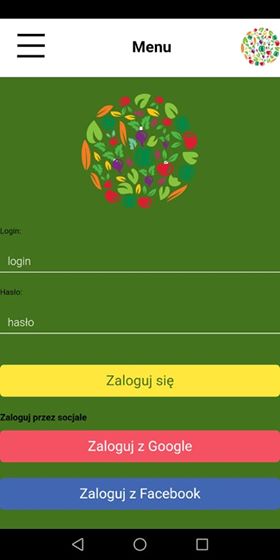 Menu
Login:
login
Hasło:
hasło
Zaloguj się
Zaloguj przez socjale
Zaloguj z Google
Zaloguj z Facebook